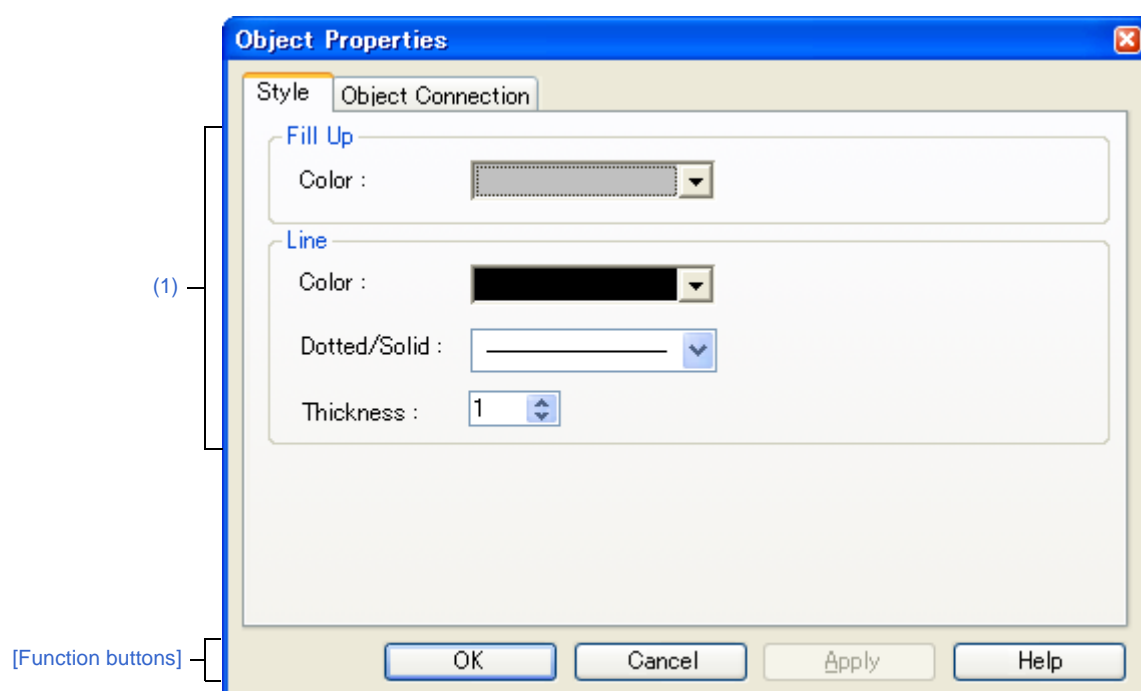 Object Properties
Style Object Connection
Fill Up
Color :
Line
(1)
Color :
Dotted/Solid :
Thickness : 1
[Function buttons]
OK Cancel Apply Help